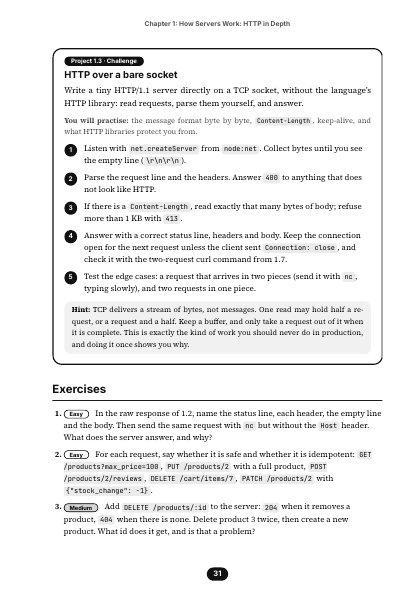 Chapter 1: How Servers Work: HTTP in Depth
Project 1.3 · Challenge
HTTP over a bare socket
Write a tiny HTTP/1.1 server directly on a TCP socket, without the language's
HTTP library: read requests, parse them yourself, and answer.
You will practise: the message format byte by byte, Content-Length, keep-alive, and
what HTTP libraries protect you from.
1 Listen with net.createServer from node:net. Collect bytes until you see
the empty line (\r\n\r\n).
2 Parse the request line and the headers. Answer 400 to anything that does
not look like HTTP.
3 If there is a Content-Length, read exactly that many bytes of body; refuse
more than 1 KB with 413.
4 Answer with a correct status line, headers and body. Keep the connection
open for the next request unless the client sent Connection: close, and
check it with the two-request curl command from 1.7.
5 Test the edge cases: a request that arrives in two pieces (send it with nc,
typing slowly), and two requests in one piece.
Hint: TCP delivers a stream of bytes, not messages. One read may hold half a re-
quest, or a request and a half. Keep a buffer, and only take a request out of it when
it is complete. This is exactly the kind of work you should never do in production,
and doing it once shows you why.
Exercises
1. Easy In the raw response of 1.2, name the status line, each header, the empty line
and the body. Then send the same request with nc but without the Host header.
What does the server answer, and why?
2. Easy For each request, say whether it is safe and whether it is idempotent: GET
/products?max_price=100, PUT /products/2 with a full product, POST
/products/2/reviews, DELETE /cart/items/7, PATCH /products/2 with
{"stock_change": -1}.
3. Medium Add DELETE /products/:id to the server: 204 when it removes a
product, 404 when there is none. Delete product 3 twice, then create a new
product. What id does it get, and is that a problem?
31